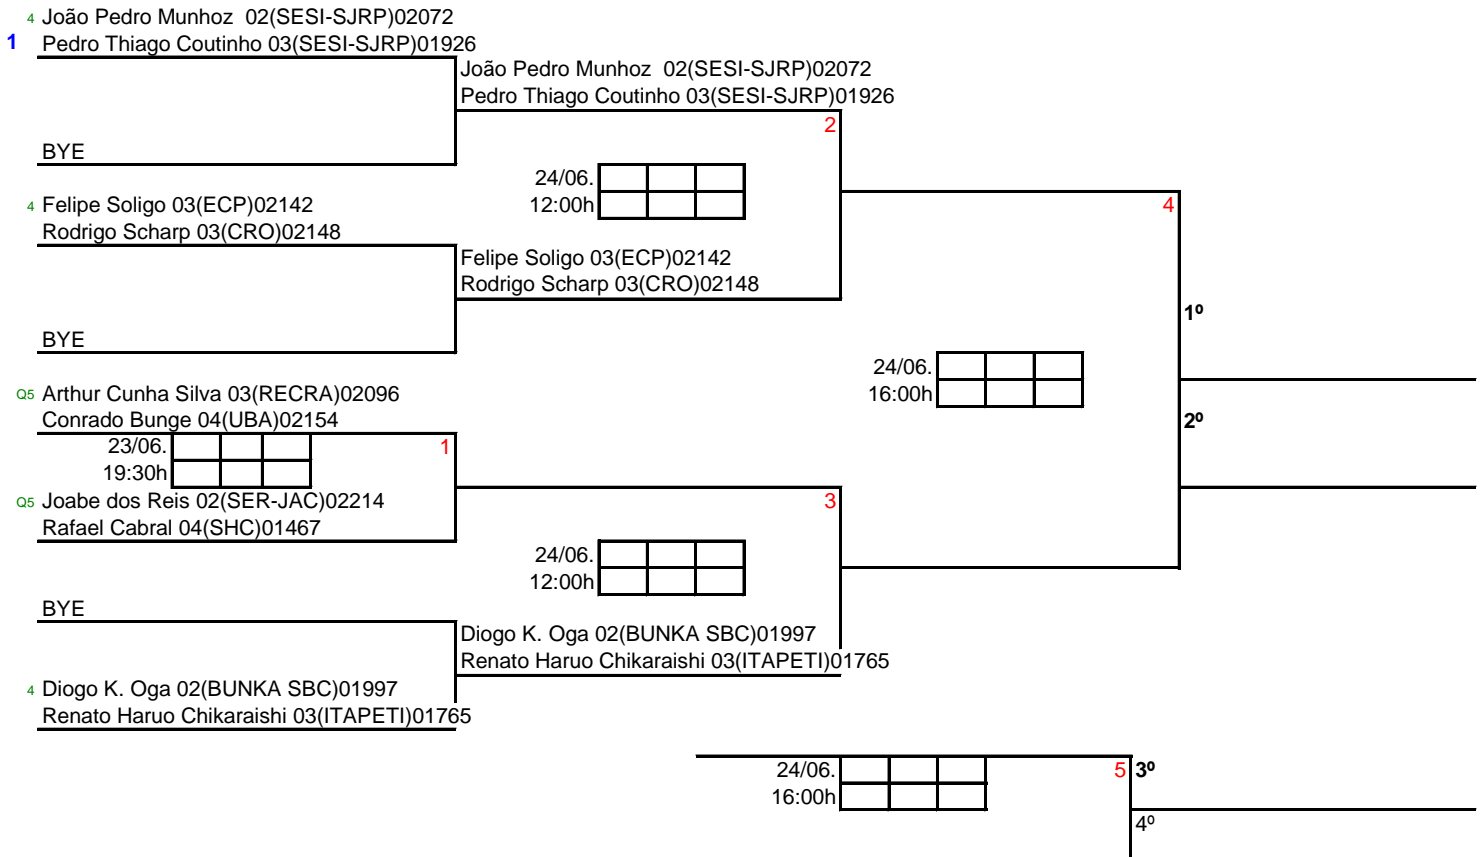 4 João Pedro Munhoz  02(SESI-SJRP)02072
1 Pedro Thiago Coutinho 03(SESI-SJRP)01926
João Pedro Munhoz  02(SESI-SJRP)02072
Pedro Thiago Coutinho 03(SESI-SJRP)01926
2
BYE
24/06.
12:00h
4 Felipe Soligo 03(ECP)02142
Rodrigo Scharp 03(CRO)02148
4
Felipe Soligo 03(ECP)02142
Rodrigo Scharp 03(CRO)02148
1º
BYE
24/06.
16:00h
Q5 Arthur Cunha Silva 03(RECRA)02096
Conrado Bunge 04(UBA)02154
2º
23/06.
1
19:30h
Q5 Joabe dos Reis 02(SER-JAC)02214
3
Rafael Cabral 04(SHC)01467
24/06.
12:00h
BYE
Diogo K. Oga 02(BUNKA SBC)01997
Renato Haruo Chikaraishi 03(ITAPETI)01765
4 Diogo K. Oga 02(BUNKA SBC)01997
Renato Haruo Chikaraishi 03(ITAPETI)01765
24/06.
5 3º
16:00h
4º